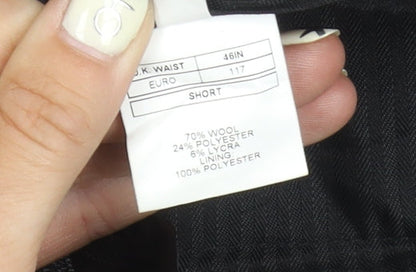 U.K. WAIST 46IN
EURO 117
SHORT
70% WOOL
24% POLYESTER
6% LYCRA
LINING
100% POLYESTER